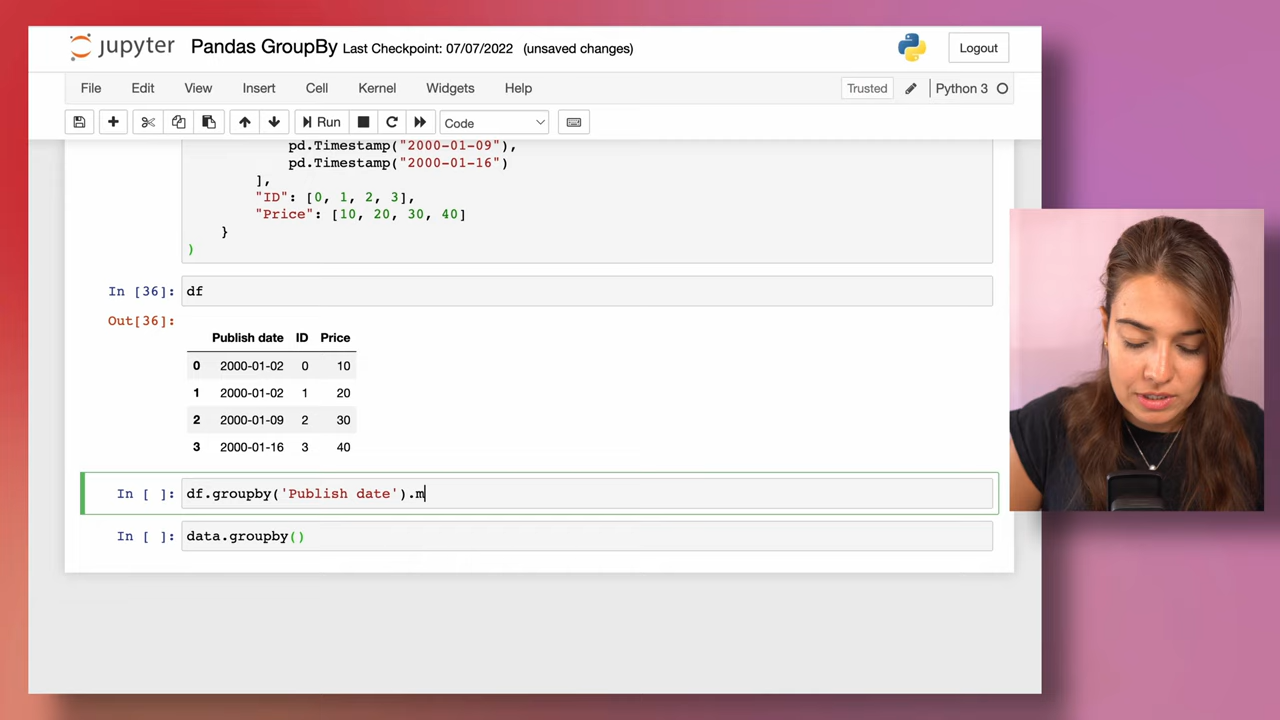 jupyter Pandas GroupBy Last Checkpoint: 07/07/2022 (unsaved changes) Logout
File Edit View Insert Cell Kernel Widgets Help Trusted Python 3
Run Code
pd.Timestamp("2000-01-09"),
pd.Timestamp("2000-01-16")
],
"ID": [0, 1, 2, 3],
"Price": [10, 20, 30, 40]
}
)
In [36]: df
Out[36]:
Publish date ID Price
0 2000-01-02 0 10
1 2000-01-02 1 20
2 2000-01-09 2 30
3 2000-01-16 3 40
In [ ]: df.groupby('Publish date').m
In [ ]: data.groupby()